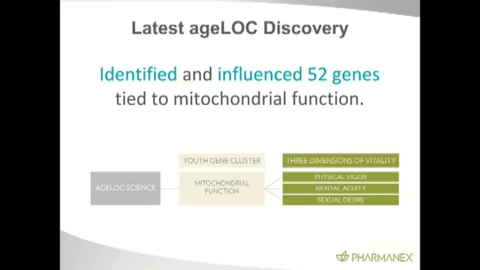 Latest ageLOC Discovery
Identified and influenced 52 genes
tied to mitochondrial function.
YOUTH GENE CLUSTER
THREE DIMENSIONS OF VITALITY
AGELOC SCIENCE
MITOCHONDRIAL
FUNCTION
PHYSICAL VIGOR
MENTAL ACUITY
SEXUAL DESIRE
PHARMANEX